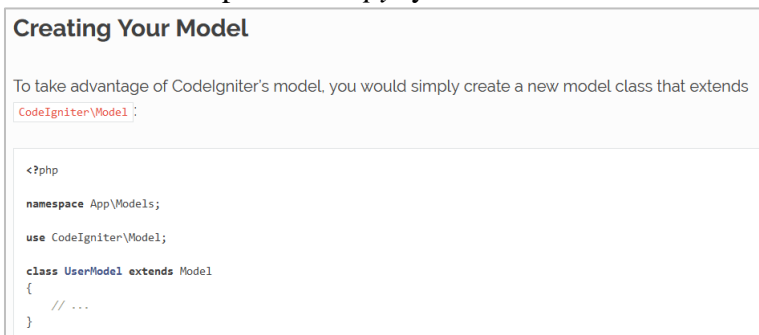 Creating Your Model
To take advantage of CodeIgniter's model, you would simply create a new model class that extends
CodeIgniter\Model:
<?php
namespace App\Models;
use CodeIgniter\Model;
class UserModel extends Model
{
// ...
}